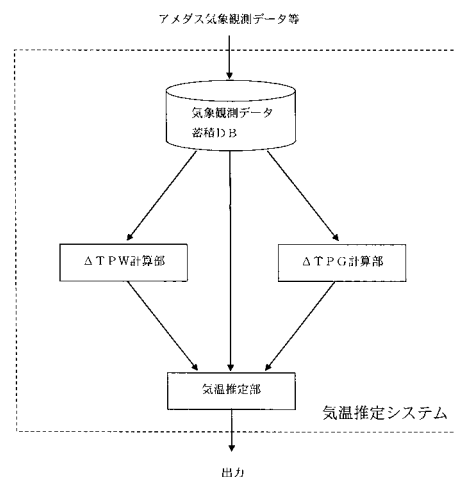 アメダス気象観測データ等
気象観測データ
蓄積DB
ΔTPW計算部
ΔTPG計算部
気温推定部
気温推定システム
出力